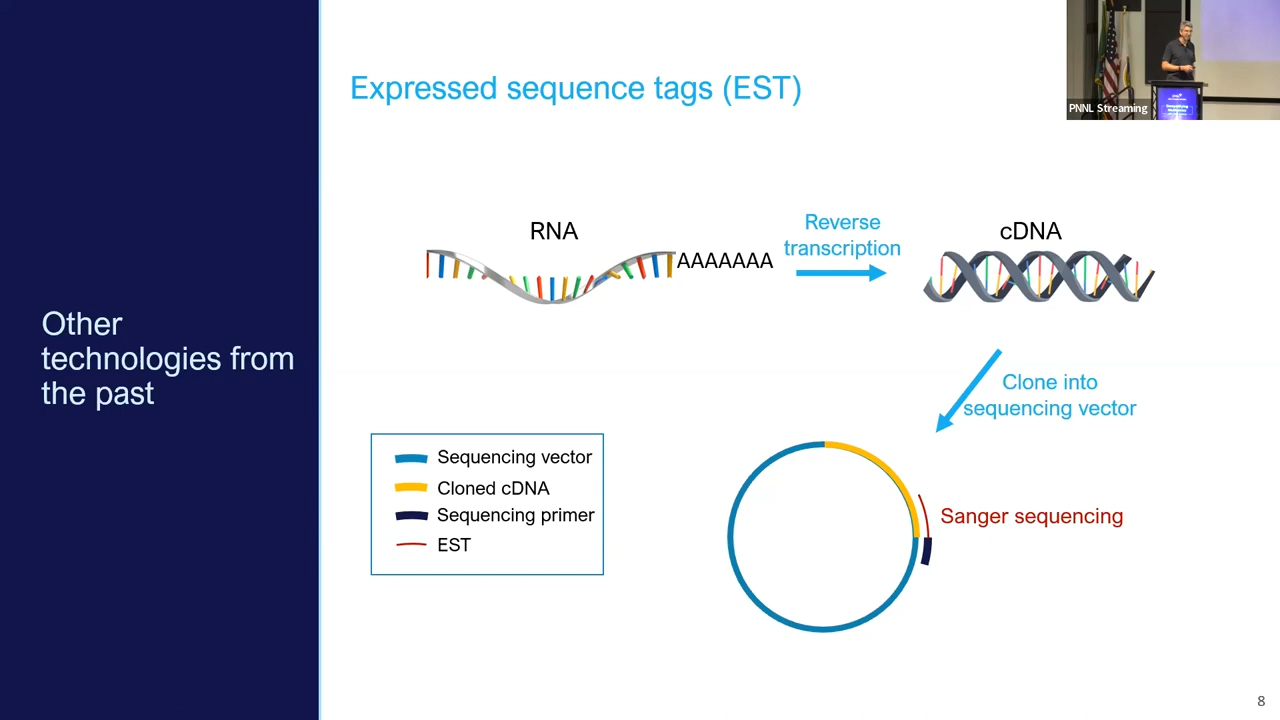 Expressed sequence tags (EST)
PNNL Streaming
Other
technologies from
the past
RNA
AAAAAAA
Reverse
transcription
cDNA
Clone into
sequencing vector
Sequencing vector
Cloned cDNA
Sequencing primer
EST
Sanger sequencing
8